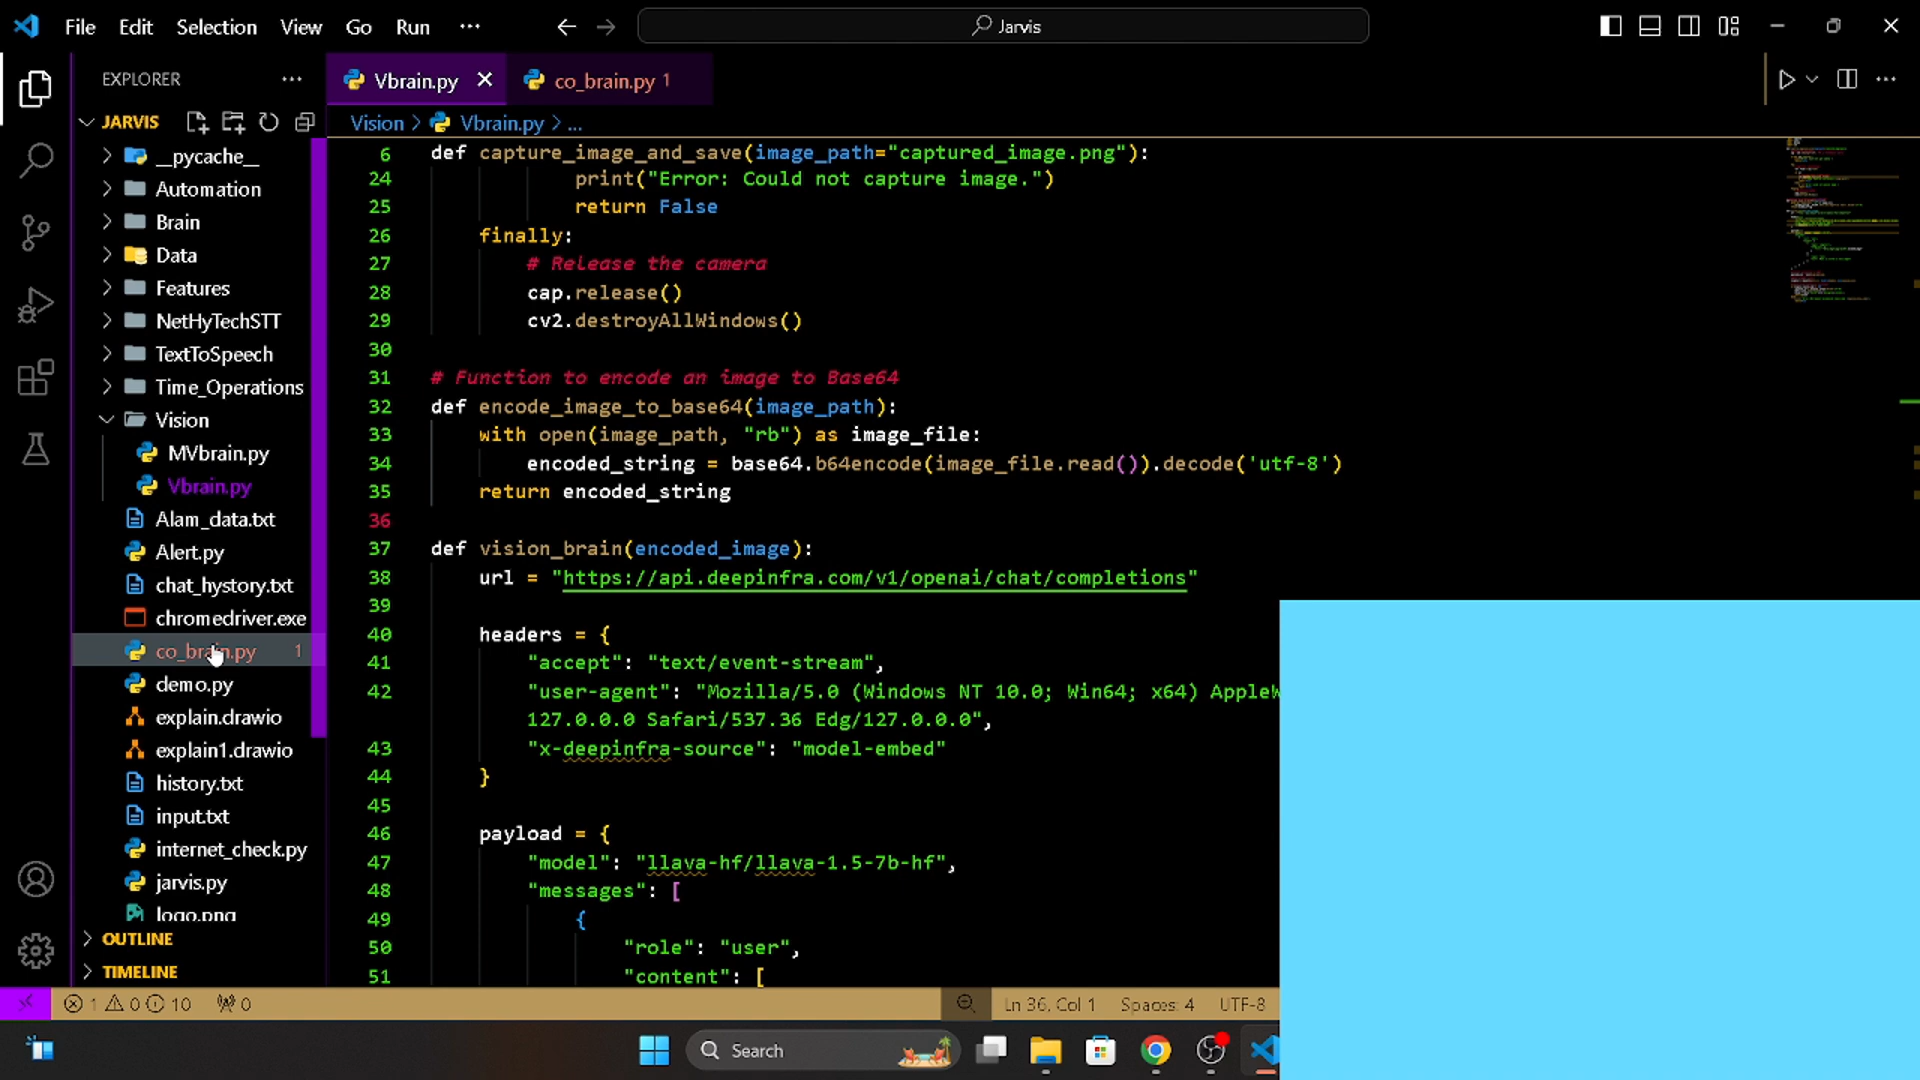 File Edit Selection View Go Run ... Jarvis
EXPLORER ...
JARVIS
__pycache__
Automation
Brain
Data
Features
NetHyTechSTT
TextToSpeech
Time_Operations
Vision
MVbrain.py
Vbrain.py
Alam_data.txt
Alert.py
chat_hystory.txt
chromedriver.exe
co_brain.py 1
demo.py
explain.drawio
explain1.drawio
history.txt
input.txt
internet_check.py
jarvis.py
logo.png
OUTLINE
TIMELINE
Vbrain.py co_brain.py 1
Vision > Vbrain.py > ...
6 def capture_image_and_save(image_path="captured_image.png"):
24 print("Error: Could not capture image.")
25 return False
26 finally:
27 # Release the camera
28 cap.release()
29 cv2.destroyAllWindows()
30
31 # Function to encode an image to Base64
32 def encode_image_to_base64(image_path):
33 with open(image_path, "rb") as image_file:
34 encoded_string = base64.b64encode(image_file.read()).decode('utf-8')
35 return encoded_string
36
37 def vision_brain(encoded_image):
38 url = "https://api.deepinfra.com/v1/openai/chat/completions"
39
40 headers = {
41 "accept": "text/event-stream",
42 "user-agent": "Mozilla/5.0 (Windows NT 10.0; Win64; x64)
127.0.0.0 Safari/537.36 Edg/127.0.0.0",
43 "x-deepinfra-source": "model-embed"
44 }
45
46 payload = {
47 "model": "llava-hf/llava-1.5-7b-hf",
48 "messages": [
49 {
50 "role": "user",
51 "content": [
1 0 10 0 Ln 36, Col 1 Spaces: 4 UTF-8
Search